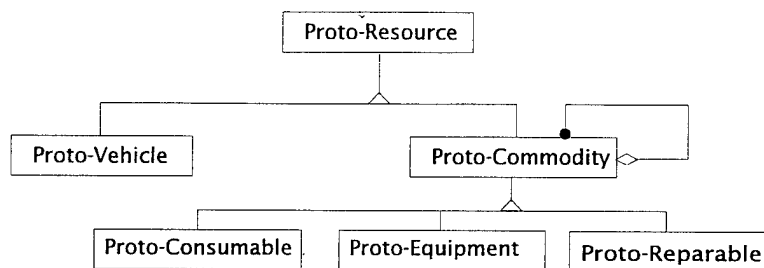 Proto-Resource
Proto-Vehicle
Proto-Commodity
Proto-Consumable
Proto-Equipment
Proto-Reparable